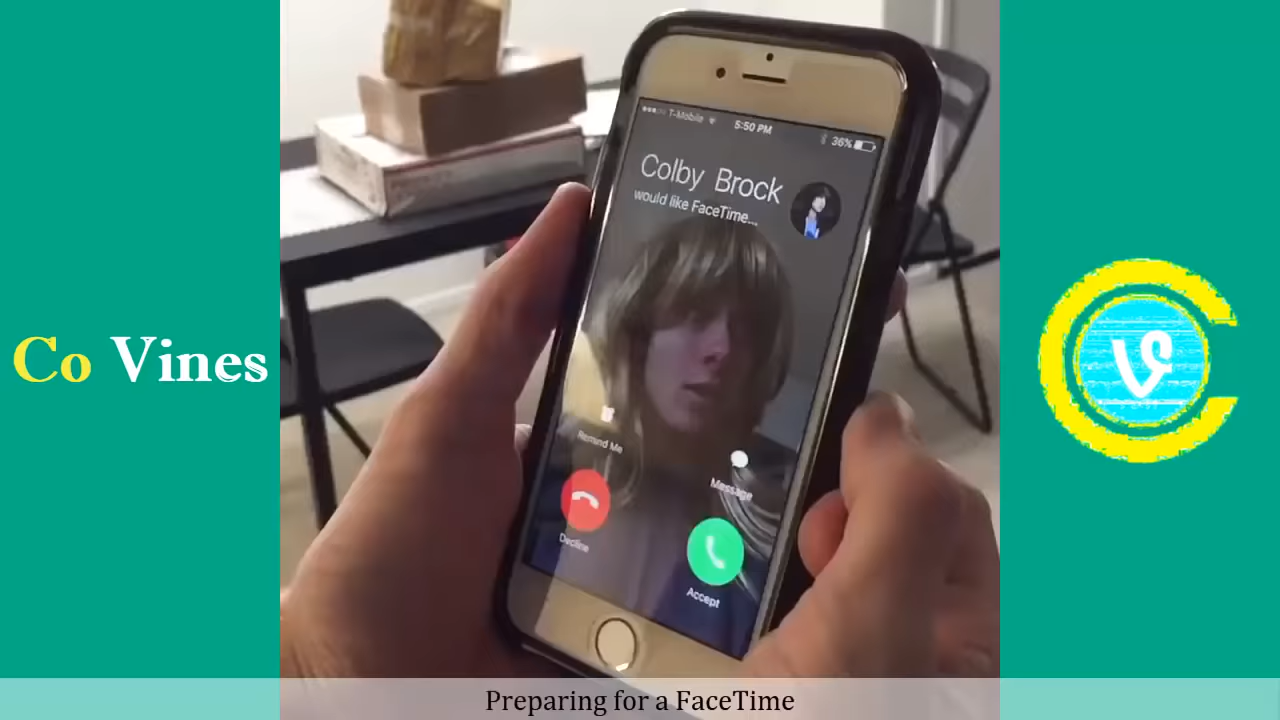 T-Mobile
5:50 PM
36%
Colby Brock
would like FaceTime...
Remind Me
Message
Decline
Accept
Co Vines
Preparing for a FaceTime